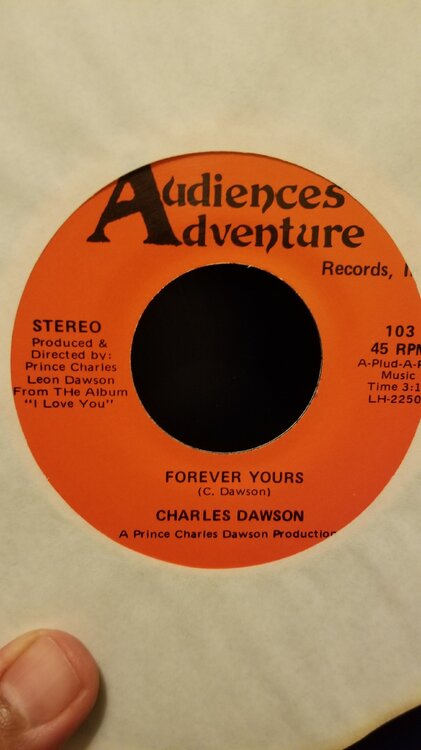 Audiences
Adventure
Records,
STEREO
Produced &
Directed by:
Prince Charles
Leon Dawson
From THe Album
"I Love You"
103
45 RPM
A-Plud-A-
Music
Time 3:1
LH-2250
FOREVER YOURS
(C. Dawson)
CHARLES DAWSON
A Prince Charles Dawson Production